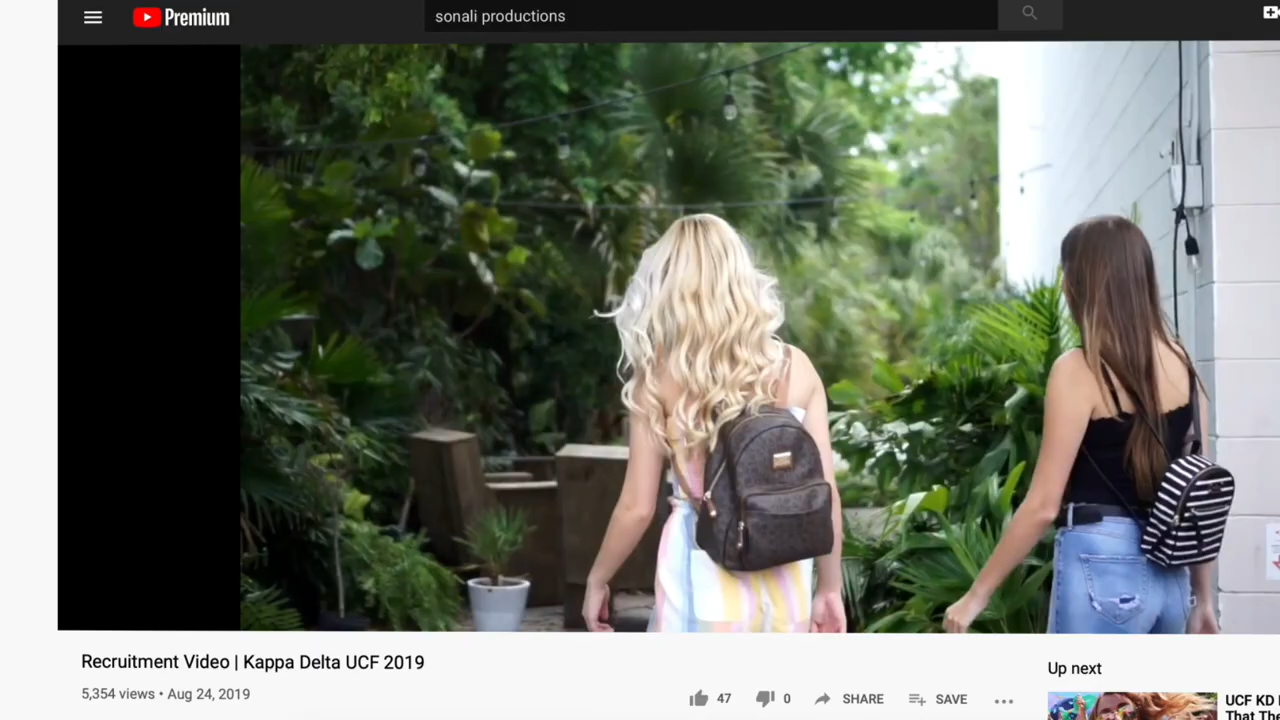 Premium
sonali productions
Recruitment Video | Kappa Delta UCF 2019
5,354 views • Aug 24, 2019
47
0
SHARE
SAVE
Up next
UCF KD
That The